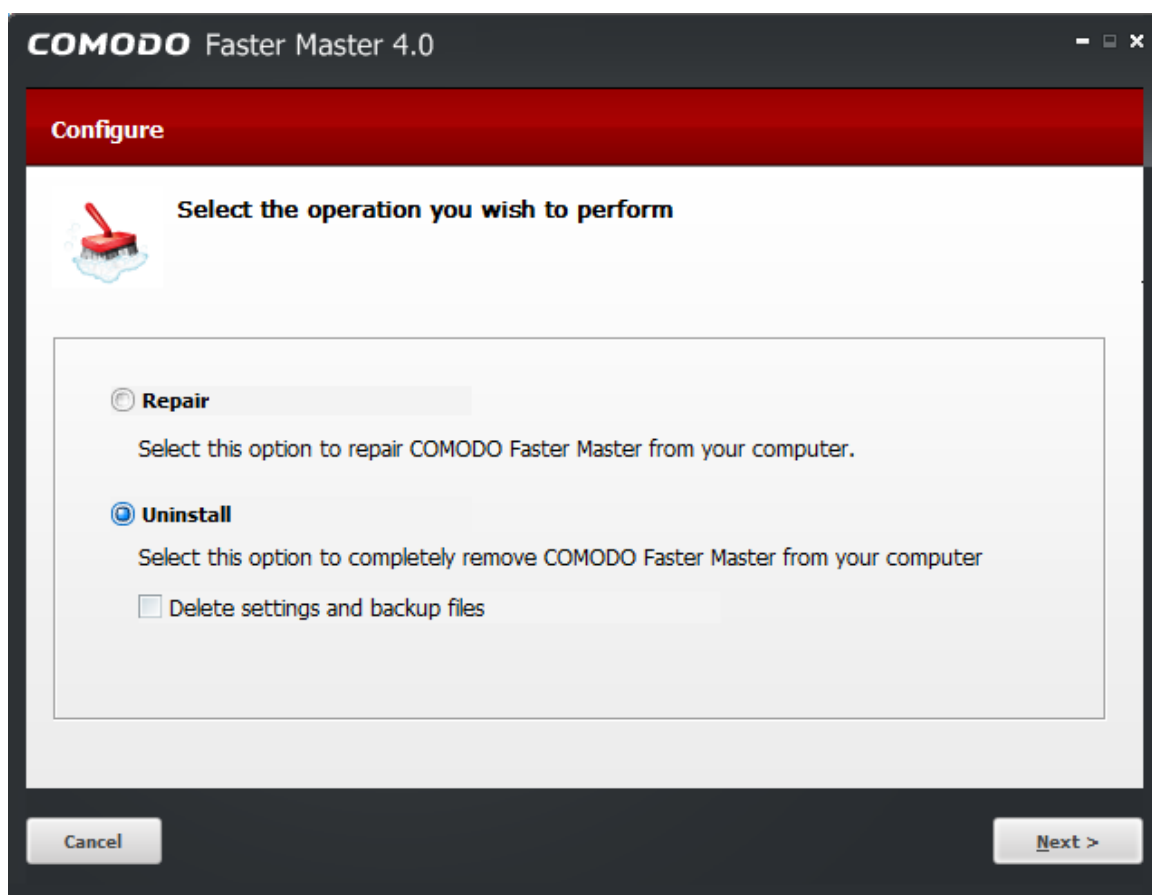 COMODO Faster Master 4.0
Configure
Select the operation you wish to perform
Repair
Select this option to repair COMODO Faster Master from your computer.
Uninstall
Select this option to completely remove COMODO Faster Master from your computer
Delete settings and backup files
Cancel
Next >